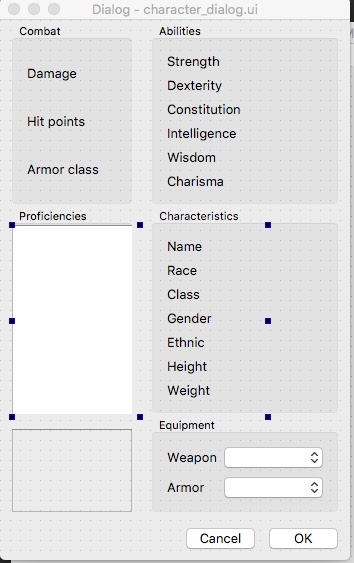 Dialog - character_dialog.ui
Combat
Damage
Hit points
Armor class
Abilities
Strength
Dexterity
Constitution
Intelligence
Wisdom
Charisma
Proficiencies
Characteristics
Name
Race
Class
Gender
Ethnic
Height
Weight
Equipment
Weapon
Armor
Cancel
OK